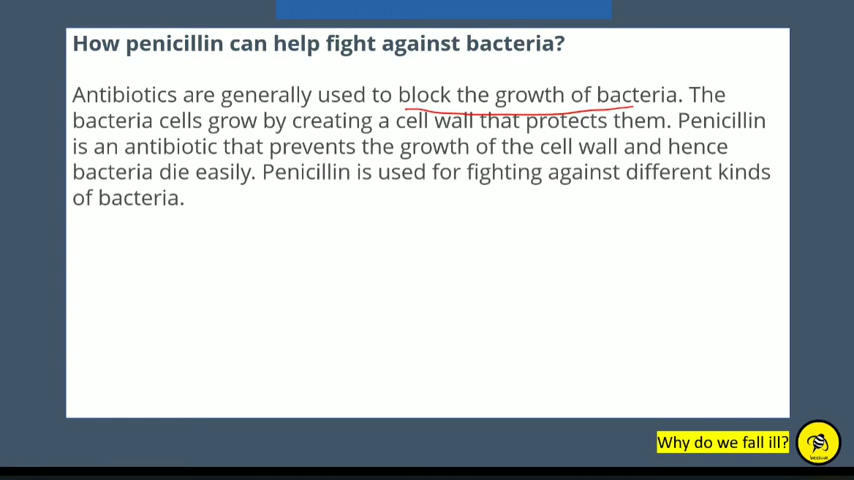 How penicillin can help fight against bacteria?
Antibiotics are generally used to block the growth of bacteria. The
bacteria cells grow by creating a cell wall that protects them. Penicillin
is an antibiotic that prevents the growth of the cell wall and hence
bacteria die easily. Penicillin is used for fighting against different kinds
of bacteria.
Why do we fall ill?